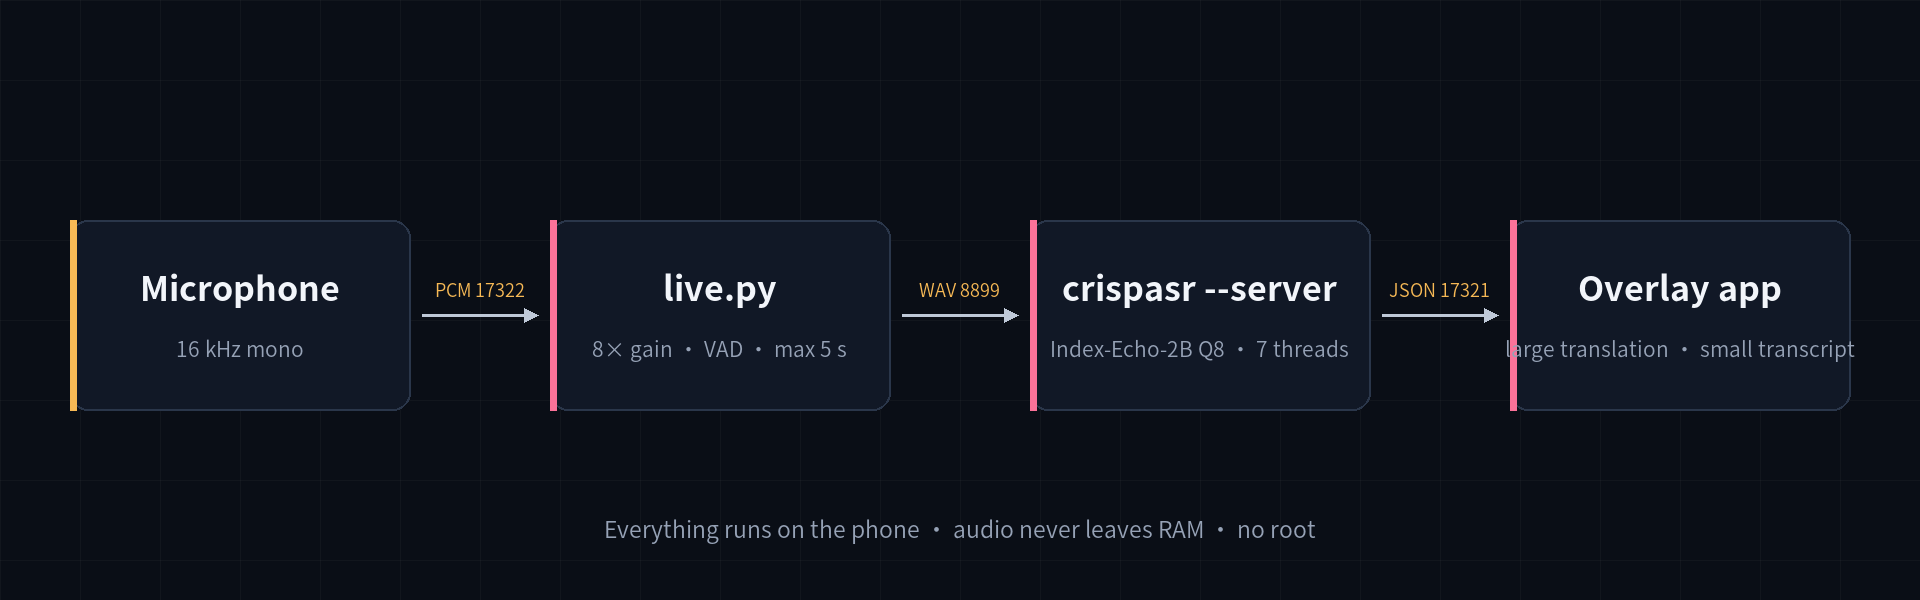 Microphone
16 kHz mono
PCM 17322
live.py
8× gain • VAD • max 5 s
WAV 8899
crispasr --server
Index-Echo-2B Q8 • 7 threads
JSON 17321
Overlay app
large translation • small transcript
Everything runs on the phone • audio never leaves RAM • no root